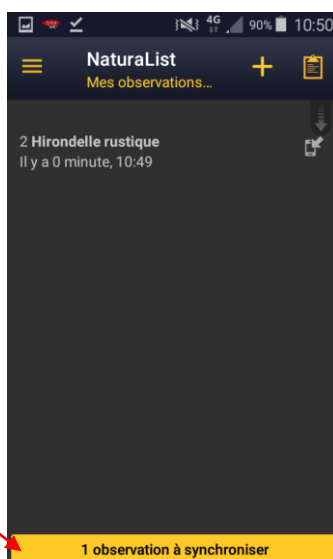 4G 90% 10:50
NaturaList
Mes observations...
2 Hirondelle rustique
Il y a 0 minute, 10:49
1 observation à synchroniser